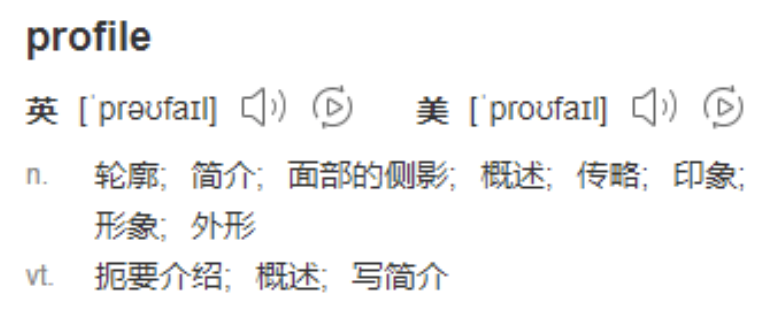 profile
英 [ˈprəʊfaɪl] 美 [ˈproʊfaɪl]
n. 轮廓; 简介; 面部的侧影; 概述; 传略; 印象;
形象; 外形
vt. 扼要介绍; 概述; 写简介